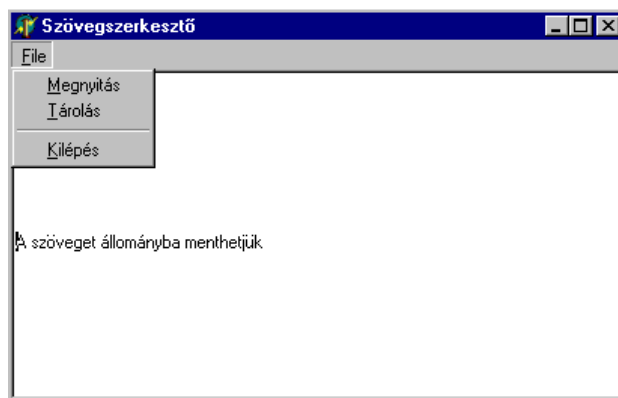 Szövegszerkesztő
File
Megnyitás
Tárolás
Kilépés
A szöveget állományba menthetjük